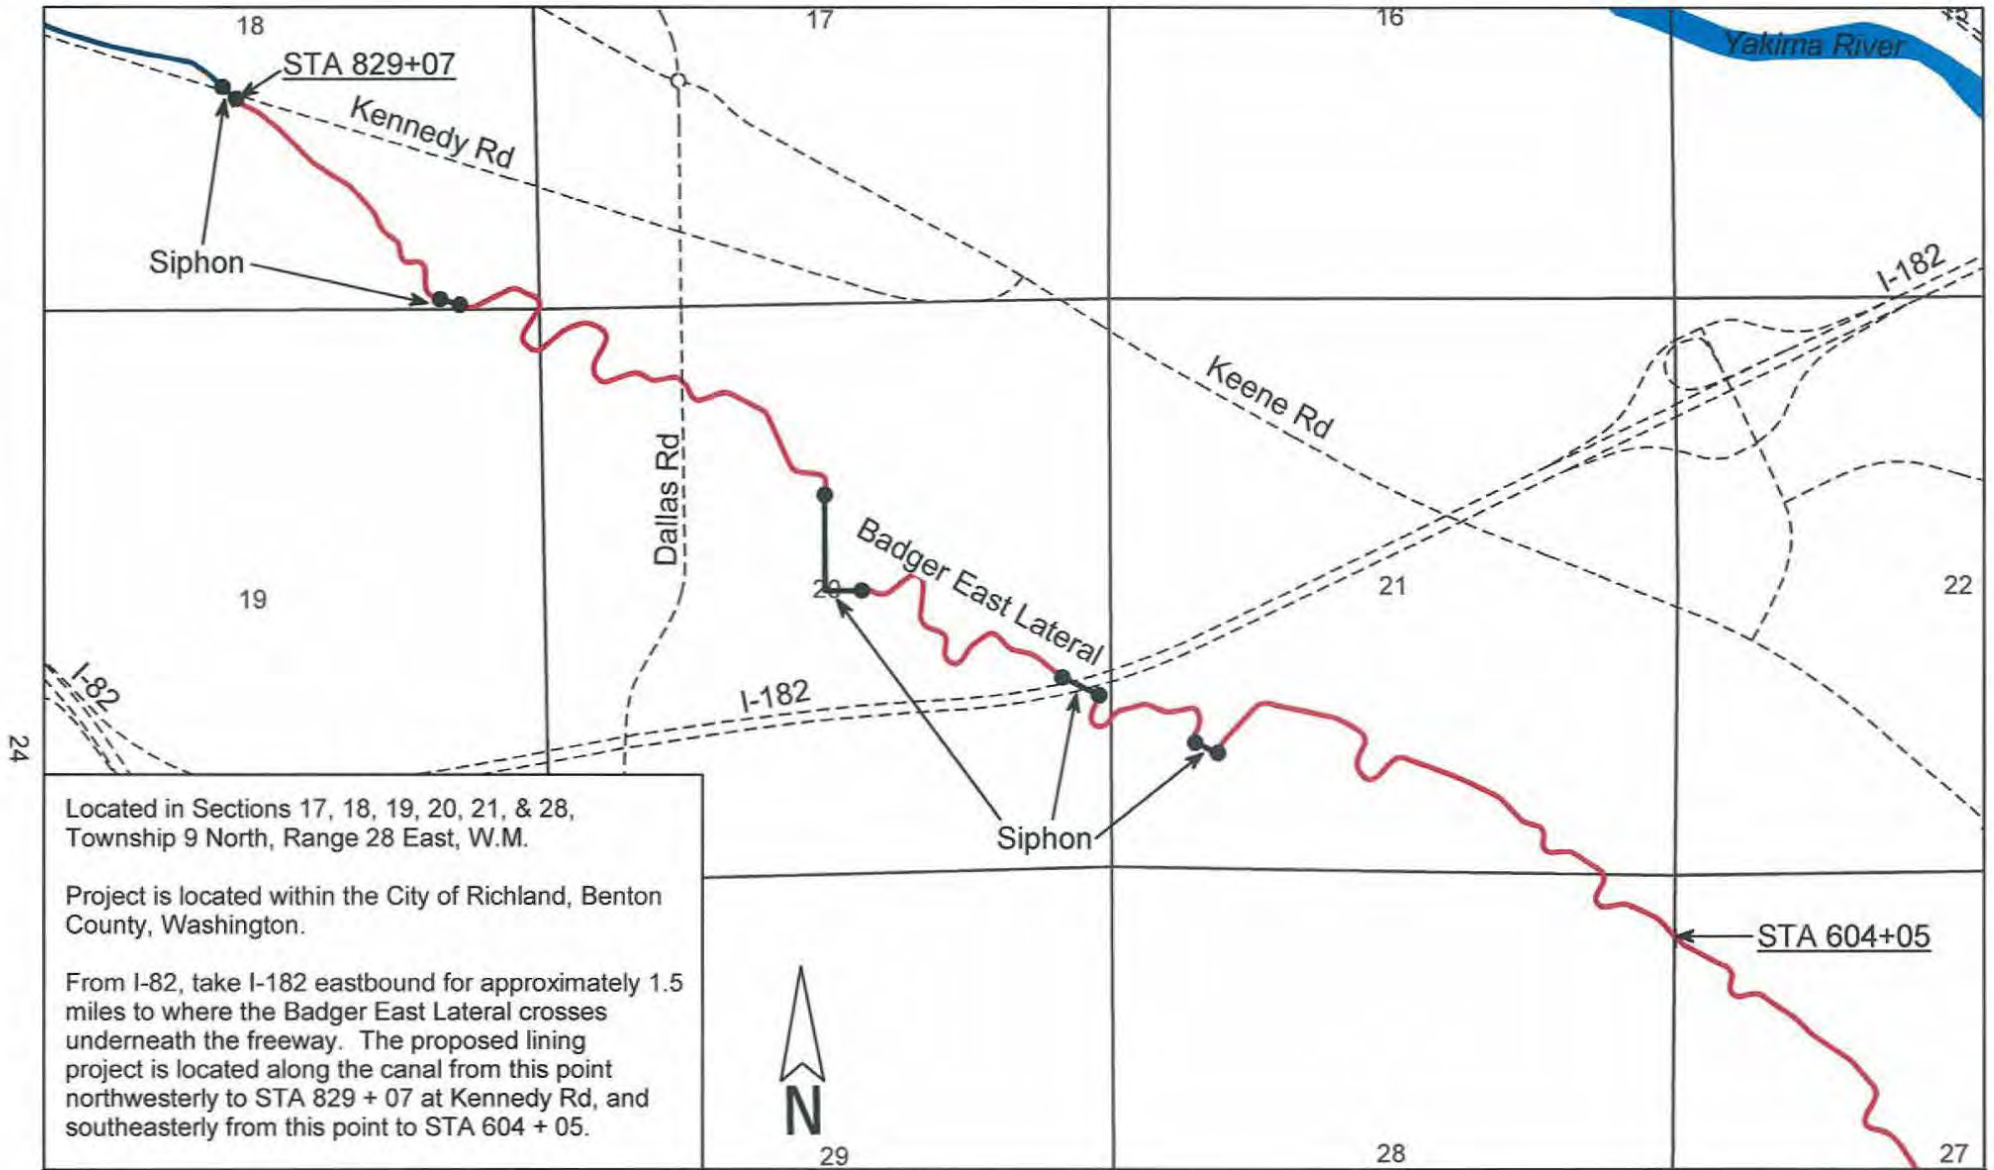 18
17
16
15
Yakima River
STA 829+07
Kennedy Rd
Siphon
I-182
Keene Rd
Dallas Rd
Badger East Lateral
19
20
21
22
I-82
I-182
24
Siphon
Located in Sections 17, 18, 19, 20, 21, & 28,
Township 9 North, Range 28 East, W.M.
Project is located within the City of Richland, Benton
County, Washington.
From I-82, take I-182 eastbound for approximately 1.5
miles to where the Badger East Lateral crosses
underneath the freeway. The proposed lining
project is located along the canal from this point
northwesterly to STA 829 + 07 at Kennedy Rd, and
southeasterly from this point to STA 604 + 05.
STA 604+05
N
29
28
27